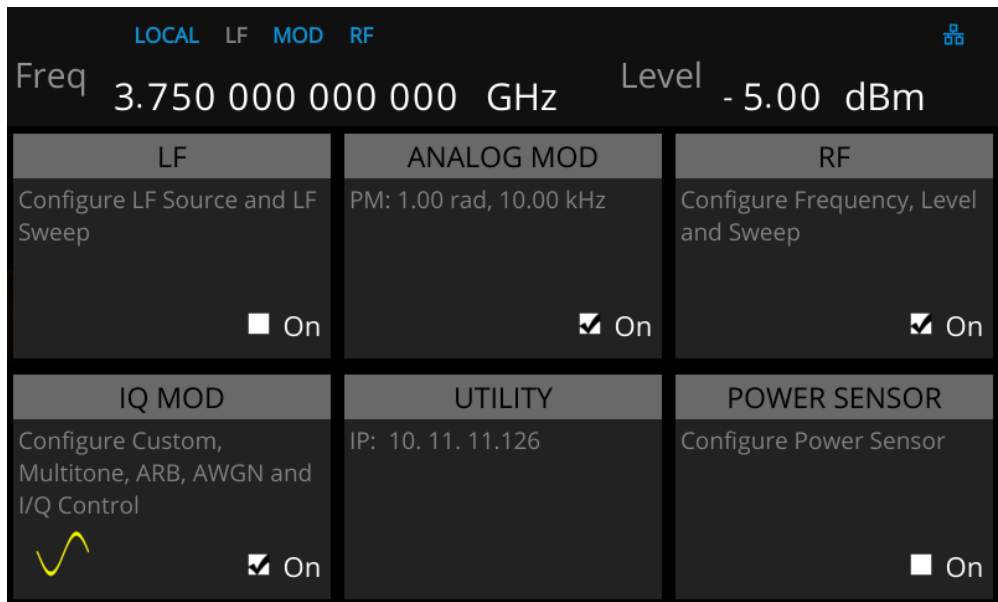 LOCAL LF MOD RF
Freq 3.750 000 000 000 GHz Level - 5.00 dBm
LF
Configure LF Source and LF
Sweep
On
ANALOG MOD
PM: 1.00 rad, 10.00 kHz
On
RF
Configure Frequency, Level
and Sweep
On
IQ MOD
Configure Custom,
Multitone, ARB, AWGN and
I/Q Control
On
UTILITY
IP: 10. 11. 11.126
POWER SENSOR
Configure Power Sensor
On